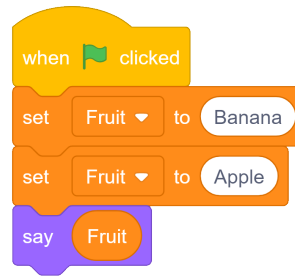 when clicked
set Fruit to Banana
set Fruit to Apple
say Fruit